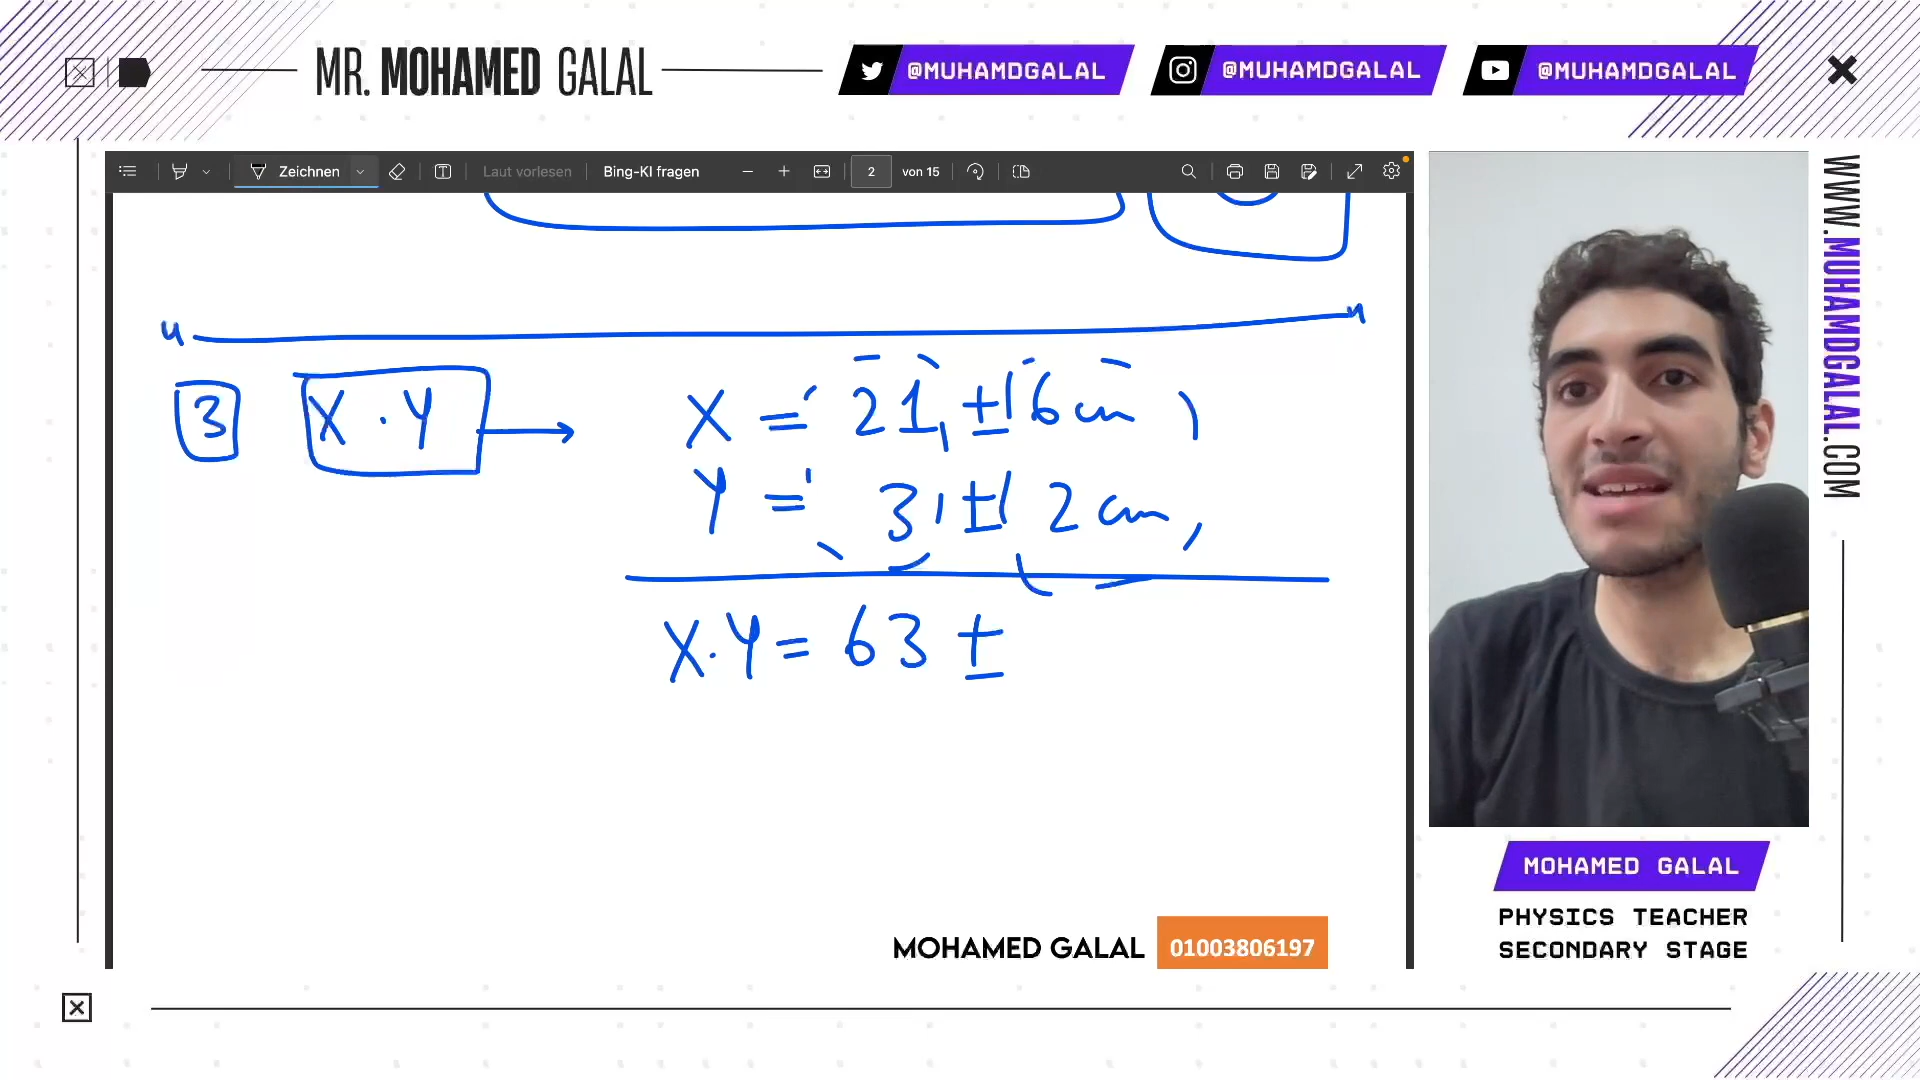 MR. MOHAMED GALAL
@MUHAMDGALAL
@MUHAMDGALAL
@MUHAMDGALAL
Zeichnen
Laut vorlesen
Bing-KI fragen
2 von 15
WWW.MUHAMDGALAL.COM
3 X . Y → X = 21 ± 6 cm
Y = 3 ± 2 cm
X.Y = 63 ±
MOHAMED GALAL 01003806197
MOHAMED GALAL
PHYSICS TEACHER
SECONDARY STAGE